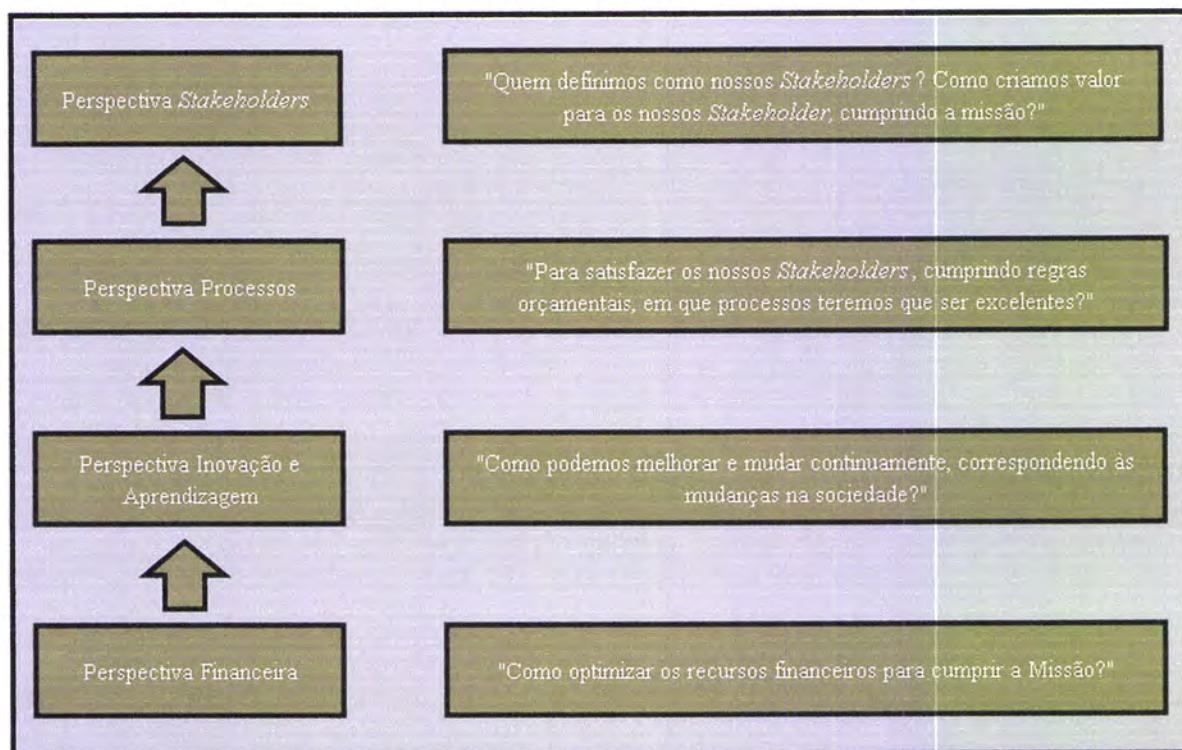 Perspectiva Stakeholders
"Quem definimos como nossos Stakeholders? Como criamos valor
para os nossos Stakeholder, cumprindo a missão?"
Perspectiva Processos
"Para satisfazer os nossos Stakeholders, cumprindo regras
orçamentais, em que processos teremos que ser excelentes?"
Perspectiva Inovação e
Aprendizagem
"Como podemos melhorar e mudar continuamente, correspondendo às
mudanças na sociedade?"
Perspectiva Financeira
"Como optimizar os recursos financeiros para cumprir a Missão?"